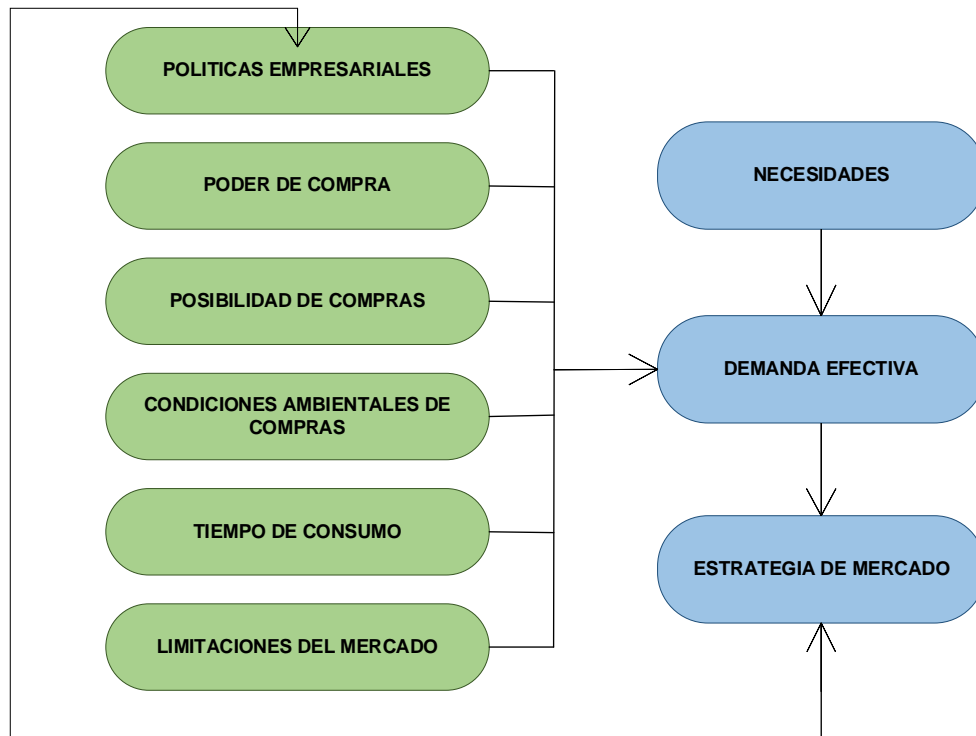 POLITICAS EMPRESARIALES
PODER DE COMPRA
POSIBILIDAD DE COMPRAS
CONDICIONES AMBIENTALES DE
COMPRAS
TIEMPO DE CONSUMO
LIMITACIONES DEL MERCADO
NECESIDADES
DEMANDA EFECTIVA
ESTRATEGIA DE MERCADO